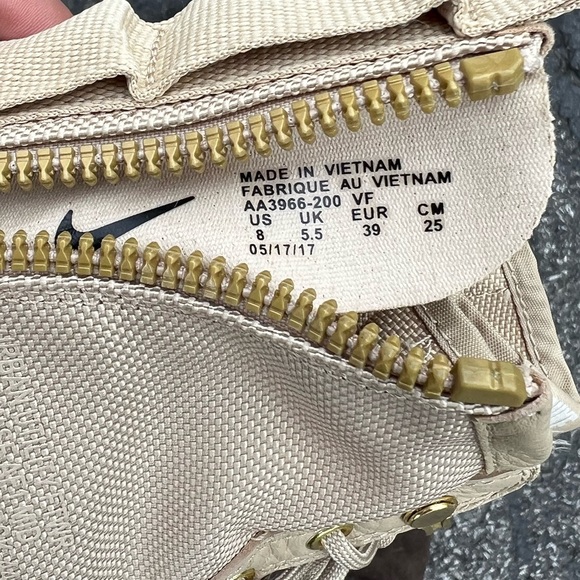 MADE IN VIETNAM
FABRIQUE AU VIETNAM
AA3966-200 VF
US UK EUR CM
8 5.5 39 25
05/17/17